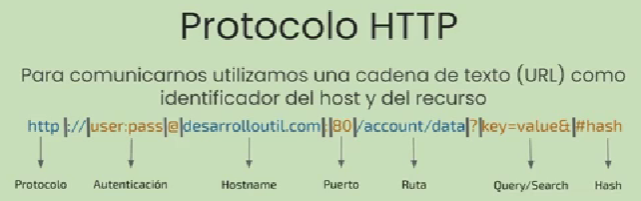 Protocolo HTTP
Para comunicarnos utilizamos una cadena de texto (URL) como
identificador del host y del recurso
http|://|user:pass|@|desarrolloutil.com|:|80|/account/data|?|key=value&|#hash
Protocolo Autenticación Hostname Puerto Ruta Query/Search Hash